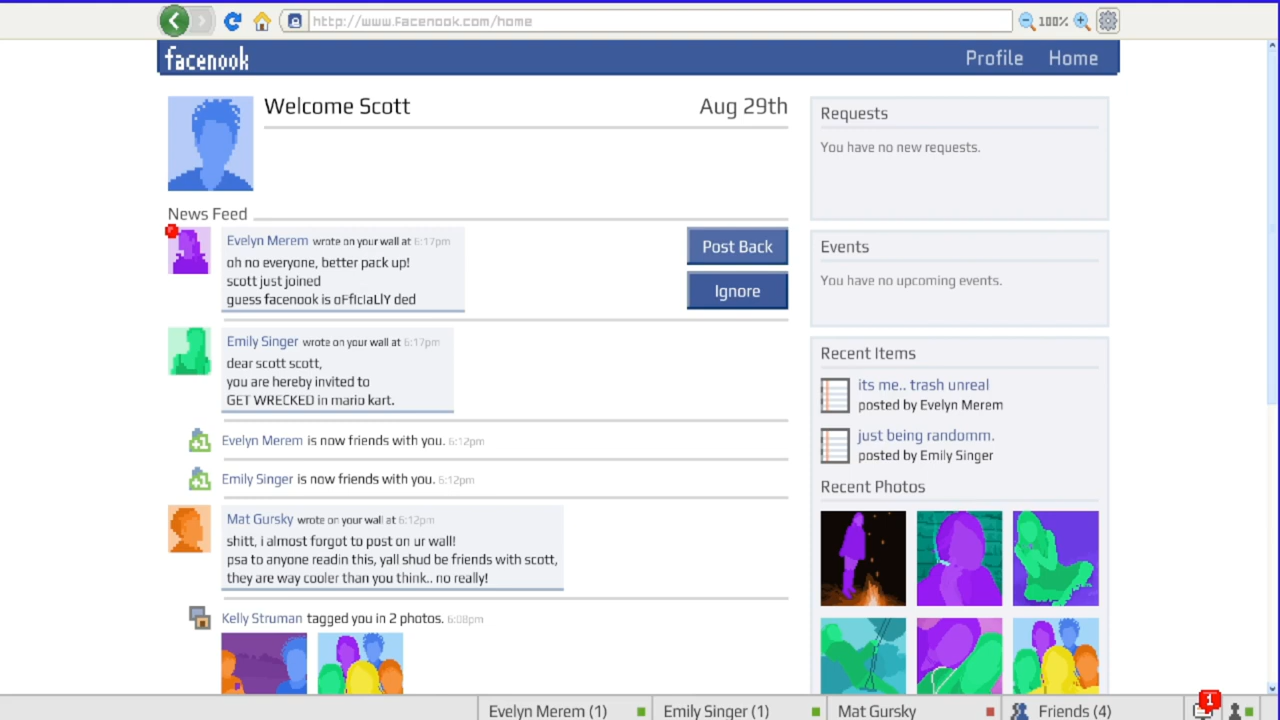 http://www.facenook.com/home
100%
facenook
Profile
Home
Welcome Scott
Aug 29th
News Feed
Evelyn Merem wrote on your wall at 6:17pm
oh no everyone, better pack up!
scott just joined
guess facenook is oFfIcIaLlY ded
Post Back
Ignore
Emily Singer wrote on your wall at 6:17pm
dear scott scott,
you are hereby invited to
GET WRECKED in mario kart.
+1 Evelyn Merem is now friends with you. 6:12pm
+1 Emily Singer is now friends with you. 6:12pm
Mat Gursky wrote on your wall at 6:12pm
shitt, i almost forgot to post on ur wall!
psa to anyone readin this, yall shud be friends with scott,
they are way cooler than you think.. no really!
Kelly Struman tagged you in 2 photos. 6:08pm
Requests
You have no new requests.
Events
You have no upcoming events.
Recent Items
its me.. trash unreal
posted by Evelyn Merem
just being randomm.
posted by Emily Singer
Recent Photos
Evelyn Merem (1)
Emily Singer (1)
Mat Gursky
Friends (4)
1